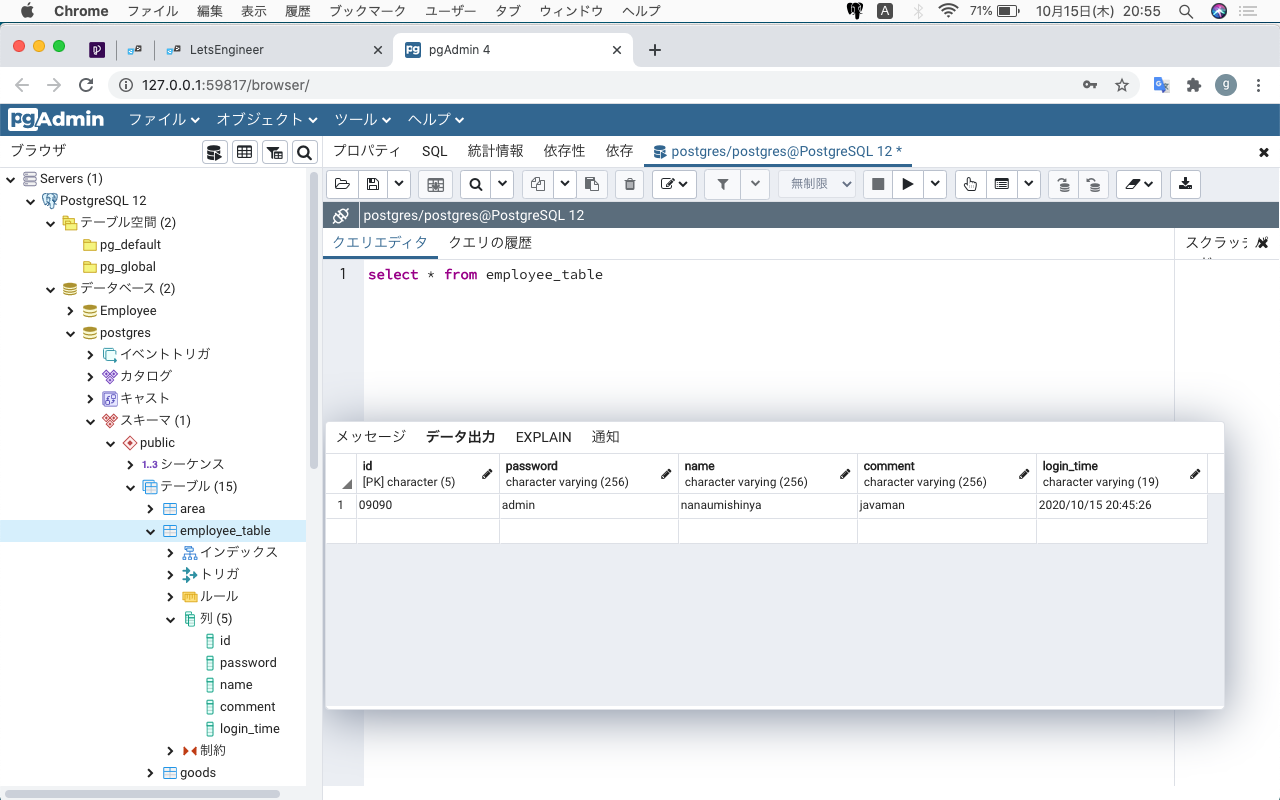 Chrome ファイル 編集 表示 履歴 ブックマーク ユーザー タブ ウィンドウ ヘルプ A 71% 10月15日(木) 20:55
LetsEngineer pgAdmin 4
127.0.0.1:59817/browser/ g
pgAdmin ファイル オブジェクト ツール ヘルプ
ブラウザ プロパティ SQL 統計情報 依存性 依存 postgres/postgres@PostgreSQL 12 *
無制限
postgres/postgres@PostgreSQL 12
クエリエディタ クエリの履歴
1 select * from employee_table
Servers (1)
PostgreSQL 12
テーブル空間 (2)
pg_default
pg_global
データベース (2)
Employee
postgres
イベントトリガ
カタログ
キャスト
スキーマ (1)
public
1..3 シーケンス
テーブル (15)
area
employee_table
インデックス
トリガ
ルール
列 (5)
id
password
name
comment
login_time
制約
goods
メッセージ データ出力 EXPLAIN 通知
id password name comment login_time
[PK] character (5) character varying (256) character varying (256) character varying (256) character varying (19)
1 09090 admin nanaumishinya javaman 2020/10/15 20:45:26